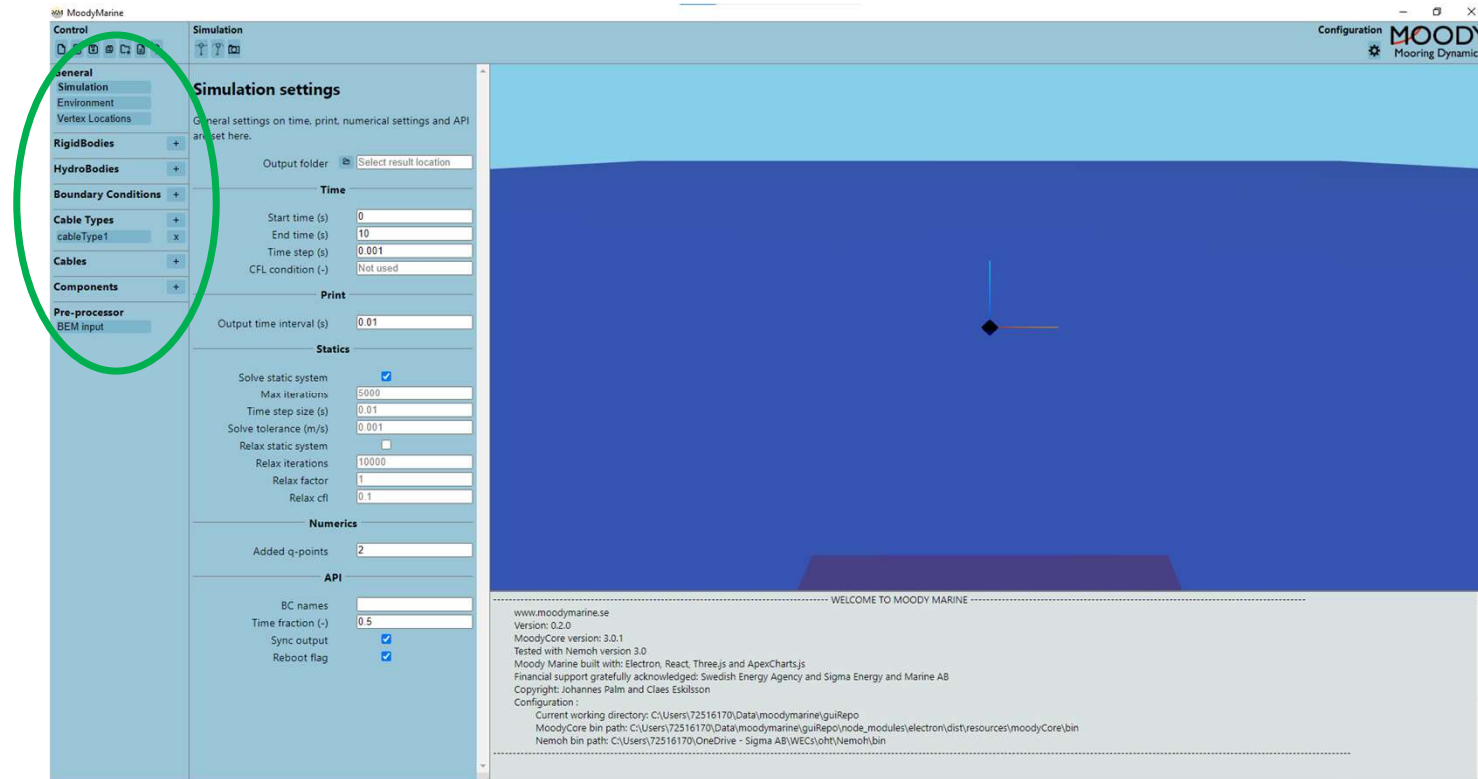 MoodyMarine
Control
Simulation
Configuration
MOODY
Mooring Dynamic
General
Simulation
Environment
Vertex Locations
RigidBodies +
HydroBodies +
Boundary Conditions +
Cable Types +
cableType1 x
Cables +
Components +
Pre-processor
BEM input
Simulation settings
General settings on time, print, numerical settings and API
are set here.
Output folder Select result location
Time
Start time (s) 0
End time (s) 10
Time step (s) 0.001
CFL condition (-) Not used
Print
Output time interval (s) 0.01
Statics
Solve static system
Max iterations 5000
Time step size (s) 0.01
Solve tolerance (m/s) 0.001
Relax static system
Relax iterations 10000
Relax factor 1
Relax cfl 0.1
Numerics
Added q-points 2
API
BC names
Time fraction (-) 0.5
Sync output
Reboot flag
WELCOME TO MOODY MARINE
www.moodymarine.se
Version: 0.2.0
MoodyCore version: 3.0.1
Tested with Nemoh version 3.0
Moody Marine built with: Electron, React, Three.js and ApexCharts.js
Financial support gratefully acknowledged: Swedish Energy Agency and Sigma Energy and Marine AB
Copyright: Johannes Palm and Claes Eskilsson
Configuration :
Current working directory: C:\Users\72516170\Data\moodymarine\guiRepo
MoodyCore bin path: C:\Users\72516170\Data\moodymarine\guiRepo\node_modules\electron\dist\resources\moodyCore\bin
Nemoh bin path: C:\Users\72516170\OneDrive - Sigma AB\WECs\oht\Nemoh\bin